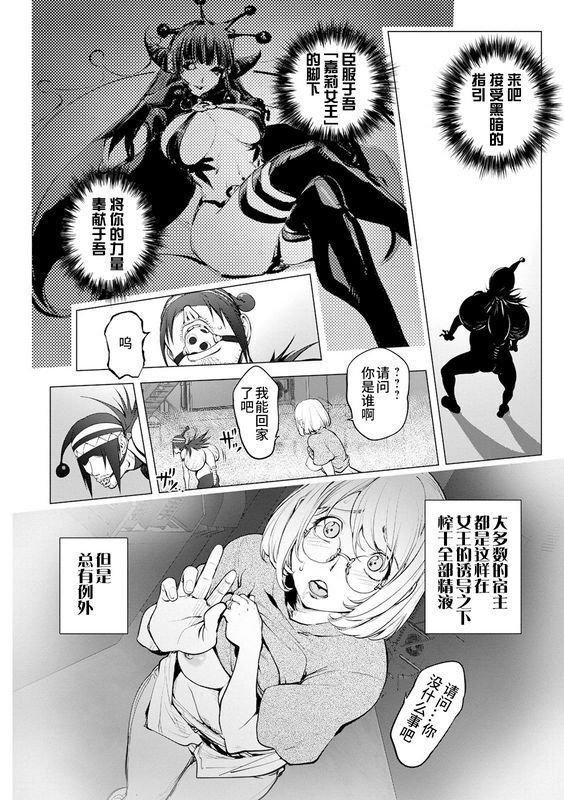 来吧
接受黑暗的
指引
臣服于吾
「嘉莉女王」
的脚下
将你的力量
奉献于吾
呜
？？？
请问
你是谁啊
我能回家
了吧
大多数的宿主
都是这样在
女王的诱导之下
榨干全部精液
但是
总有例外
请问…你
没什么事吧